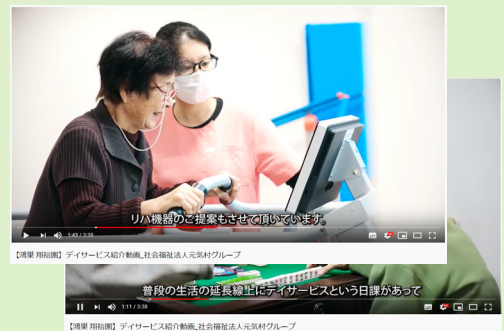 リハ機器のご提案もさせて頂いています。
1:43 / 3:38
【鴻巣 翔裕園】デイサービス紹介動画_社会福祉法人元気村グループ
普段の生活の延長線上にデイサービスという日課があって
1:11 / 3:38
【鴻巣 翔裕園】デイサービス紹介動画_社会福祉法人元気村グループ